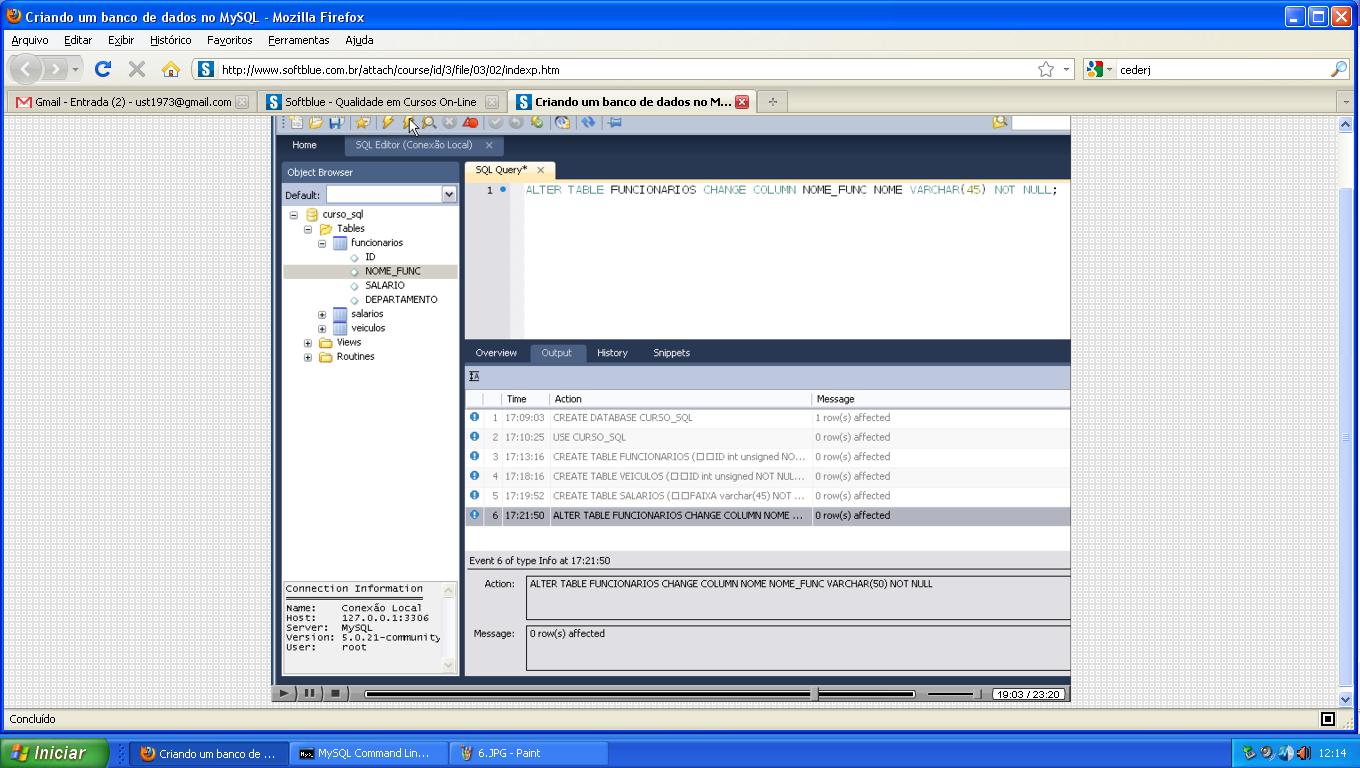 Criando um banco de dados no MySQL - Mozilla Firefox
Arquivo Editar Exibir Histórico Favoritos Ferramentas Ajuda
http://www.softblue.com.br/attach/course/id/3/file/03/02/indexp.htm
cederj
Gmail - Entrada (2) - ust1973@gmail.com
Softblue - Qualidade em Cursos On-Line
Criando um banco de dados no M...
Home
SQL Editor (Conexão Local)
Object Browser
Default:
curso_sql
Tables
funcionarios
ID
NOME_FUNC
SALARIO
DEPARTAMENTO
salarios
veiculos
Views
Routines
Connection Information
Name: Conexão Local
Host: 127.0.0.1:3306
Server: MySQL
Version: 5.0.21-community
User: root
SQL Query*
1 ALTER TABLE FUNCIONARIOS CHANGE COLUMN NOME_FUNC NOME VARCHAR(45) NOT NULL;
Overview Output History Snippets
Time Action Message
1 17:09:03 CREATE DATABASE CURSO_SQL 1 row(s) affected
2 17:10:25 USE CURSO_SQL 0 row(s) affected
3 17:13:16 CREATE TABLE FUNCIONARIOS (□□ID int unsigned NO... 0 row(s) affected
4 17:18:16 CREATE TABLE VEICULOS (□□ID int unsigned NOT NUL... 0 row(s) affected
5 17:19:52 CREATE TABLE SALARIOS (□□FAIXA varchar(45) NOT ... 0 row(s) affected
6 17:21:50 ALTER TABLE FUNCIONARIOS CHANGE COLUMN NOME ... 0 row(s) affected
Event 6 of type Info at 17:21:50
Action: ALTER TABLE FUNCIONARIOS CHANGE COLUMN NOME NOME_FUNC VARCHAR(50) NOT NULL
Message: 0 row(s) affected
19:03 / 23:20
Concluído
Iniciar
Criando um banco de ...
MySQL Command Lin...
6.JPG - Paint
12:14